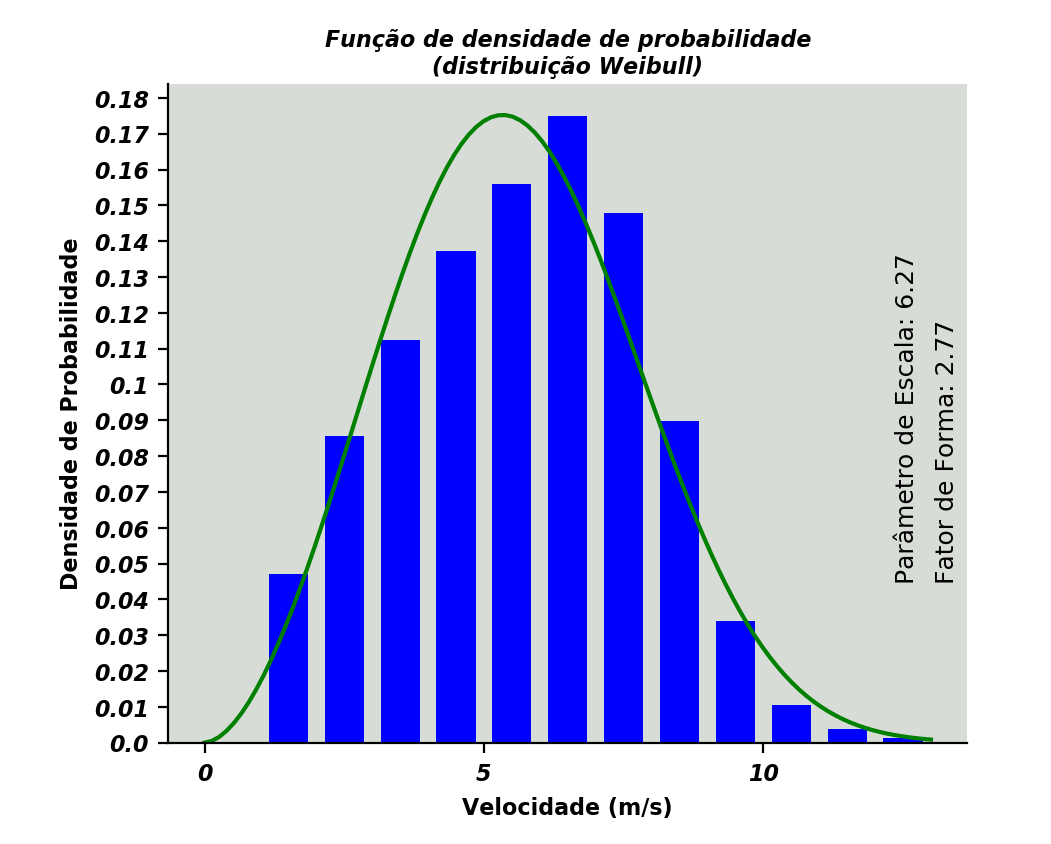 Função de densidade de probabilidade
(distribuição Weibull)
0.18
0.17
0.16
0.15
0.14
0.13
0.12
0.11
0.1
0.09
0.08
0.07
0.06
0.05
0.04
0.03
0.02
0.01
0.0
Densidade de Probabilidade
Parâmetro de Escala: 6.27
Fator de Forma: 2.77
0 5 10
Velocidade (m/s)